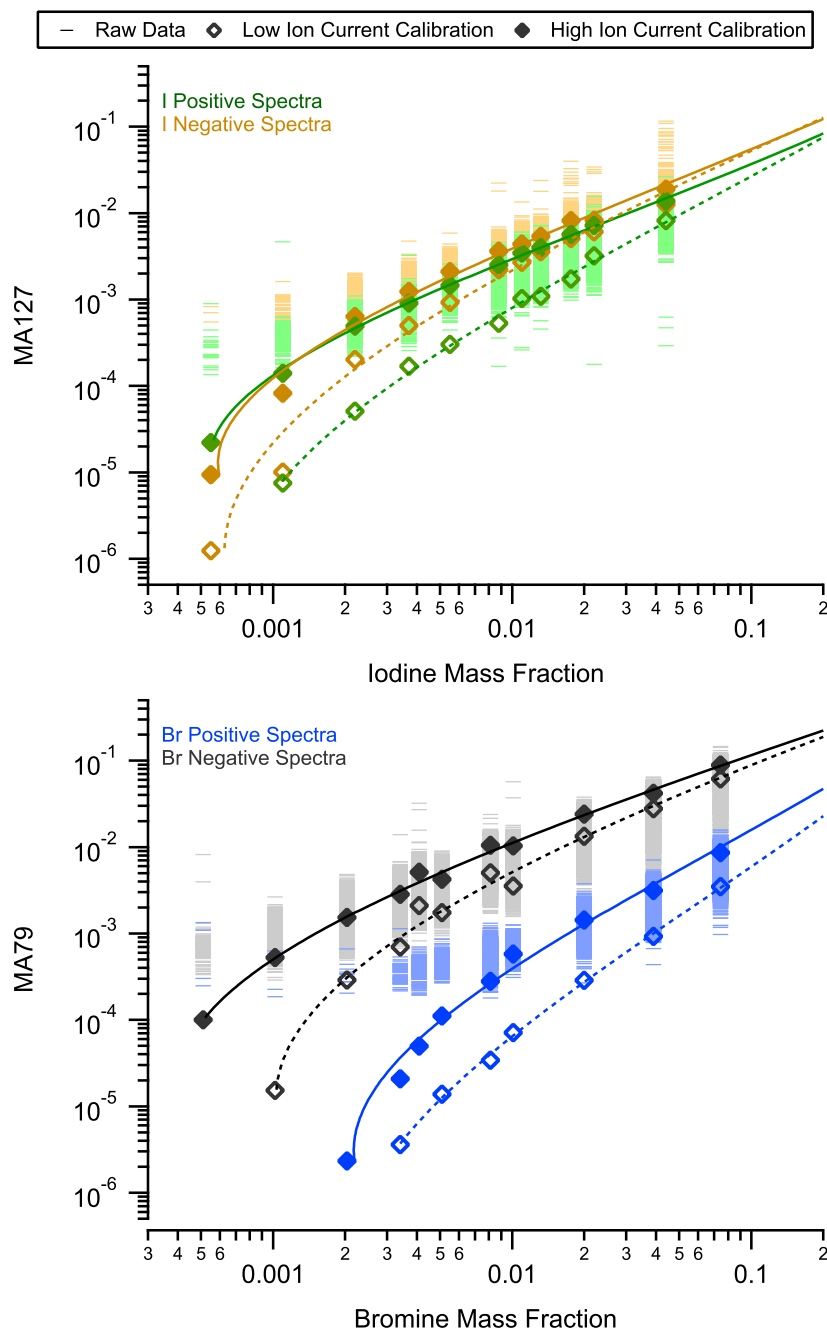 Raw Data Low Ion Current Calibration High Ion Current Calibration
I Positive Spectra
I Negative Spectra
10-1
10-2
10-3
10-4
10-5
10-6
MA127
3 4 5 6 2 3 4 5 6 2 3 4 5 6 2
0.001 0.01 0.1
Iodine Mass Fraction
Br Positive Spectra
Br Negative Spectra
10-1
10-2
10-3
10-4
10-5
10-6
MA79
3 4 5 6 2 3 4 5 6 2 3 4 5 6 2
0.001 0.01 0.1
Bromine Mass Fraction